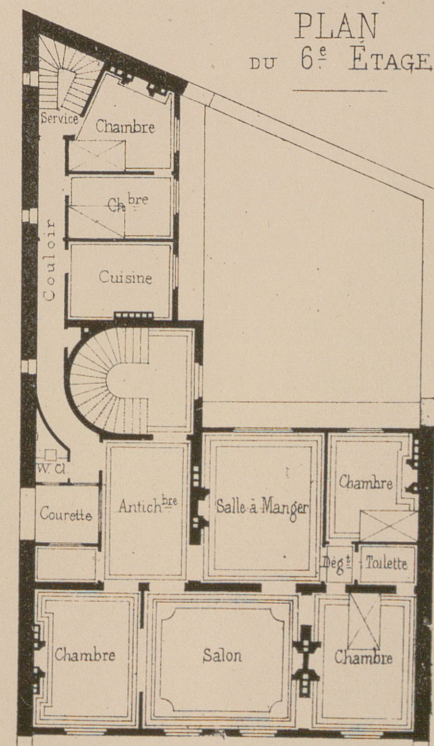 PLAN
DU 6e ÉTAGE
Service
Chambre
Chbre
Couloir
Cuisine
W. Cl
Courette
Antichbre
Salle à Manger
Chambre
Dégt
Toilette
Chambre
Salon
Chambre